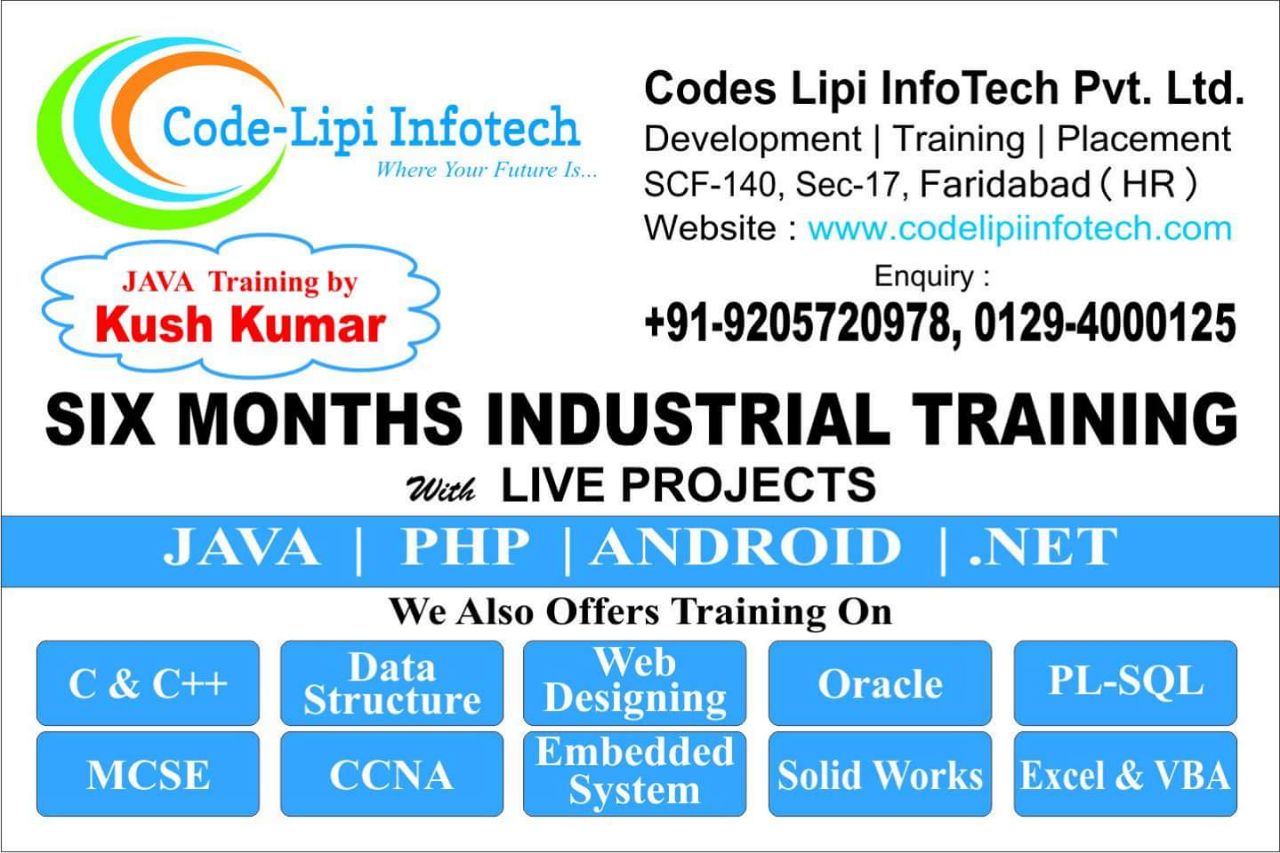 Code-Lipi Infotech
Where Your Future Is...
Codes Lipi InfoTech Pvt. Ltd.
Development | Training | Placement
SCF-140, Sec-17, Faridabad ( HR )
Website : www.codelipiinfotech.com
Enquiry :
+91-9205720978, 0129-4000125
JAVA Training by
Kush Kumar
SIX MONTHS INDUSTRIAL TRAINING
With LIVE PROJECTS
JAVA | PHP | ANDROID | .NET
We Also Offers Training On
C & C++
Data
Structure
Web
Designing
Oracle
PL-SQL
MCSE
CCNA
Embedded
System
Solid Works
Excel & VBA